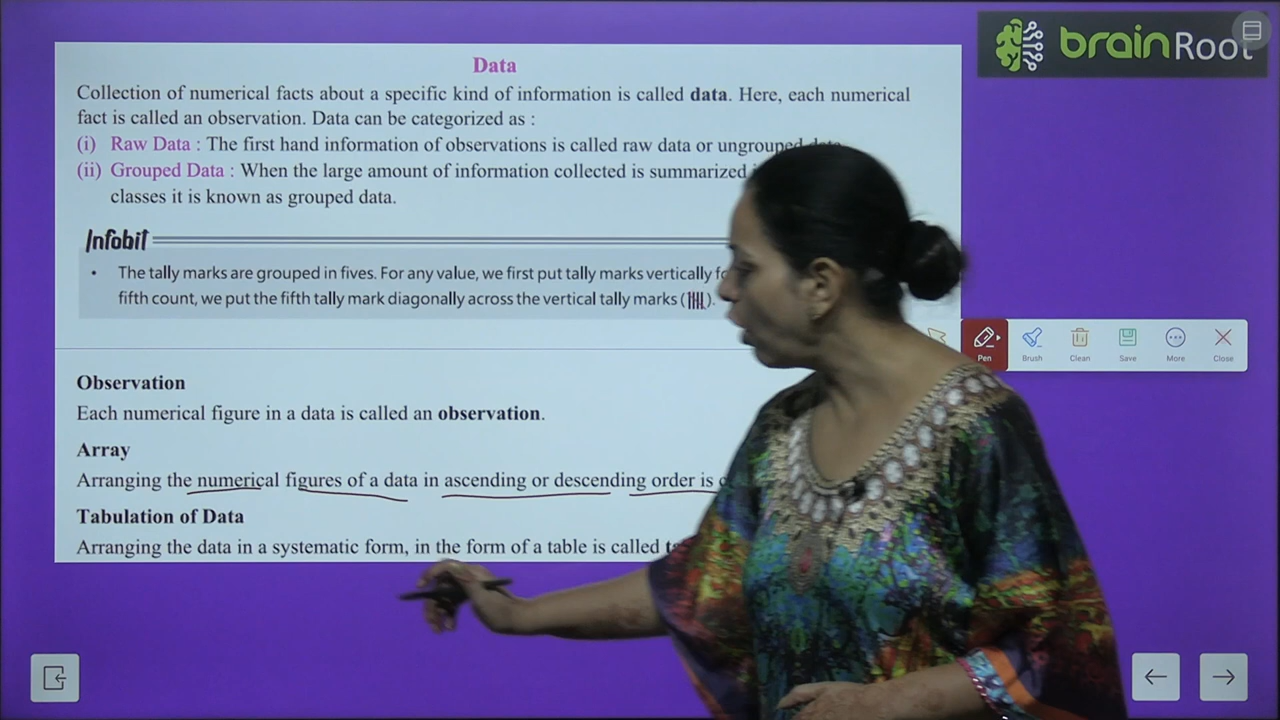 brainRoot
Data
Collection of numerical facts about a specific kind of information is called data. Here, each numerical
fact is called an observation. Data can be categorized as :
(i) Raw Data : The first hand information of observations is called raw data or ungrouped data.
(ii) Grouped Data : When the large amount of information collected is summarized
classes it is known as grouped data.
Infobit
• The tally marks are grouped in fives. For any value, we first put tally marks vertically
fifth count, we put the fifth tally mark diagonally across the vertical tally marks (𝍸).
Pen
Brush
Clean
Save
More
Close
Observation
Each numerical figure in a data is called an observation.
Array
Arranging the numerical figures of a data in ascending or descending order is
Tabulation of Data
Arranging the data in a systematic form, in the form of a table is called